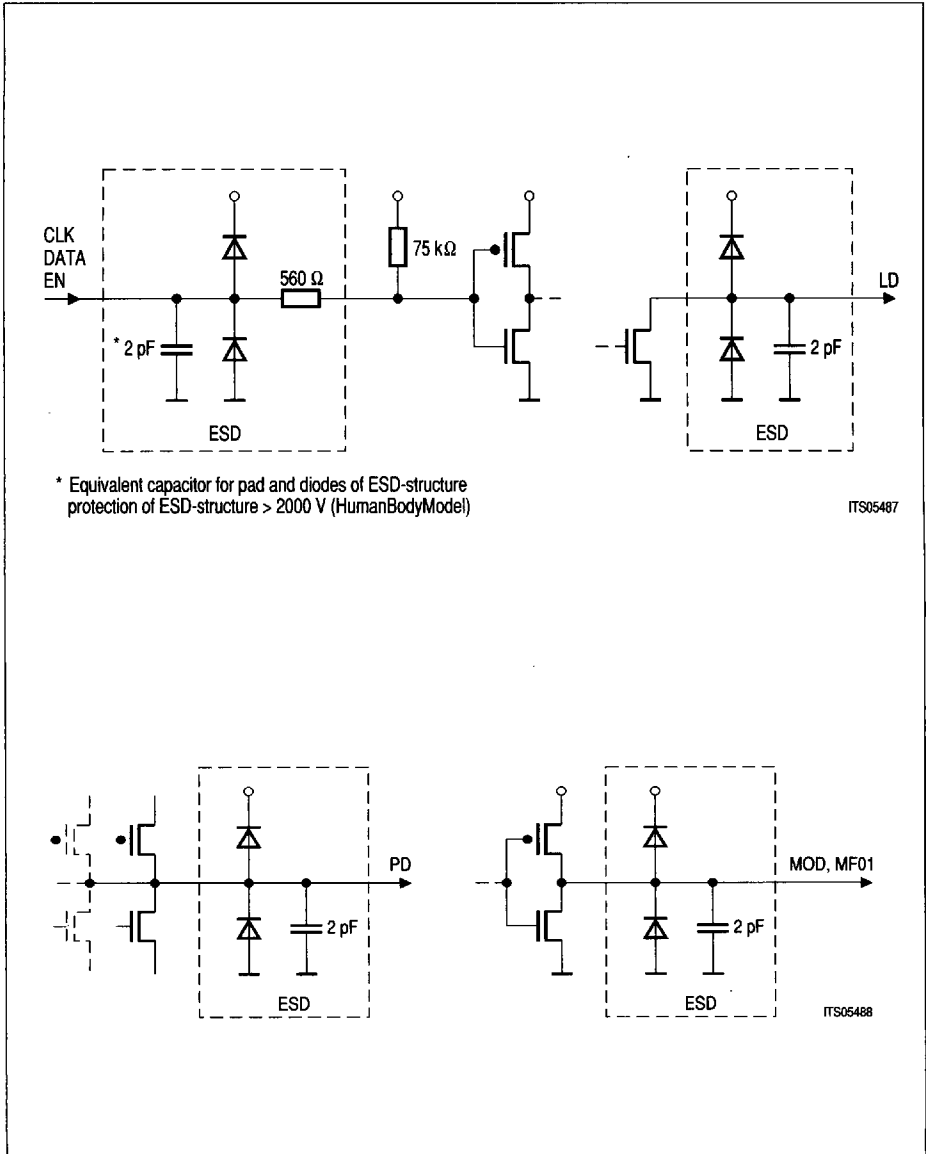 CLK
DATA
EN
560 Ω
75 kΩ
* 2 pF
ESD
LD
2 pF
ESD
* Equivalent capacitor for pad and diodes of ESD-structure
protection of ESD-structure > 2000 V (HumanBodyModel)
ITS05487
PD
2 pF
ESD
MOD, MF01
2 pF
ESD
ITS05488